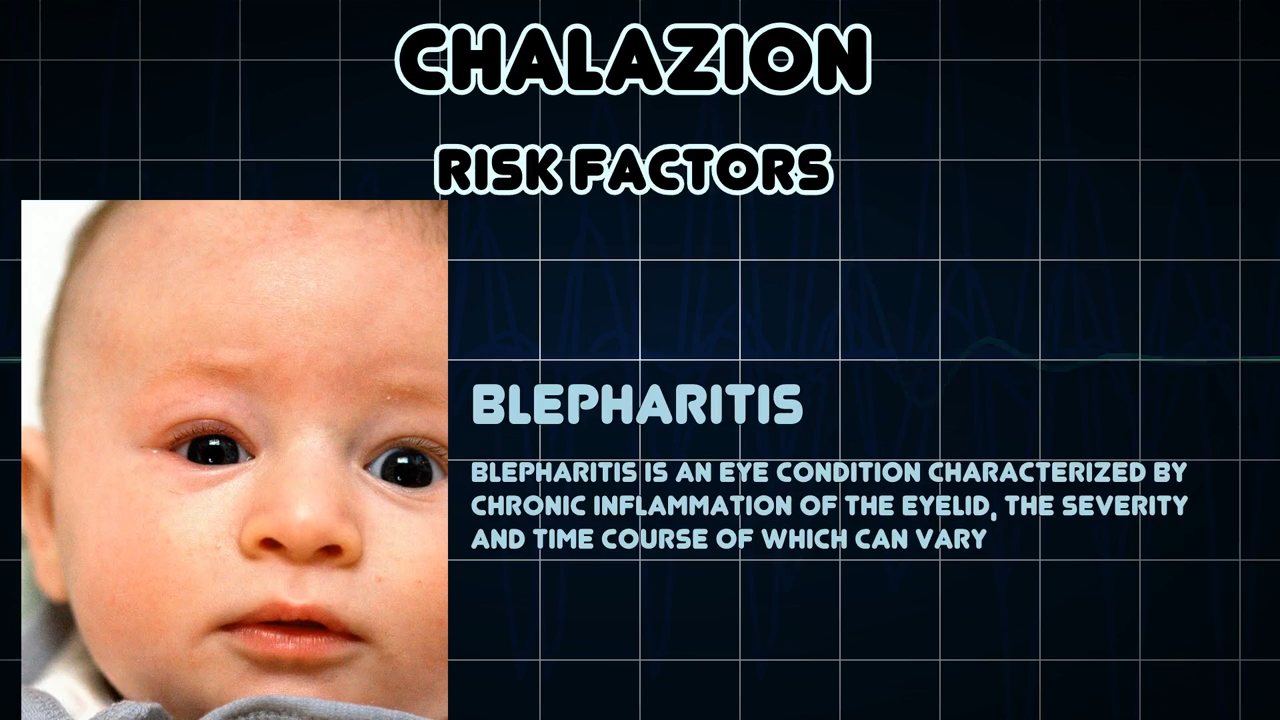 CHALAZION
RISK FACTORS
BLEPHARITIS
BLEPHARITIS IS AN EYE CONDITION CHARACTERIZED BY
CHRONIC INFLAMMATION OF THE EYELID, THE SEVERITY
AND TIME COURSE OF WHICH CAN VARY